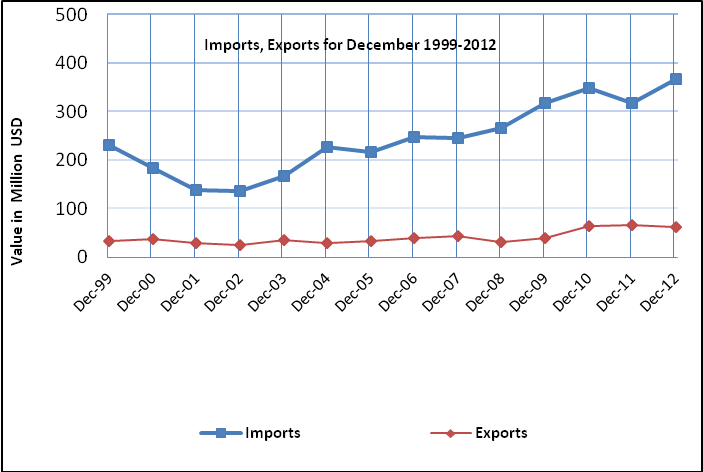 Imports, Exports for December 1999-2012
Value in Million USD
500
400
300
200
100
0
Dec-99
Dec-00
Dec-01
Dec-02
Dec-03
Dec-04
Dec-05
Dec-06
Dec-07
Dec-08
Dec-09
Dec-10
Dec-11
Dec-12
Imports
Exports